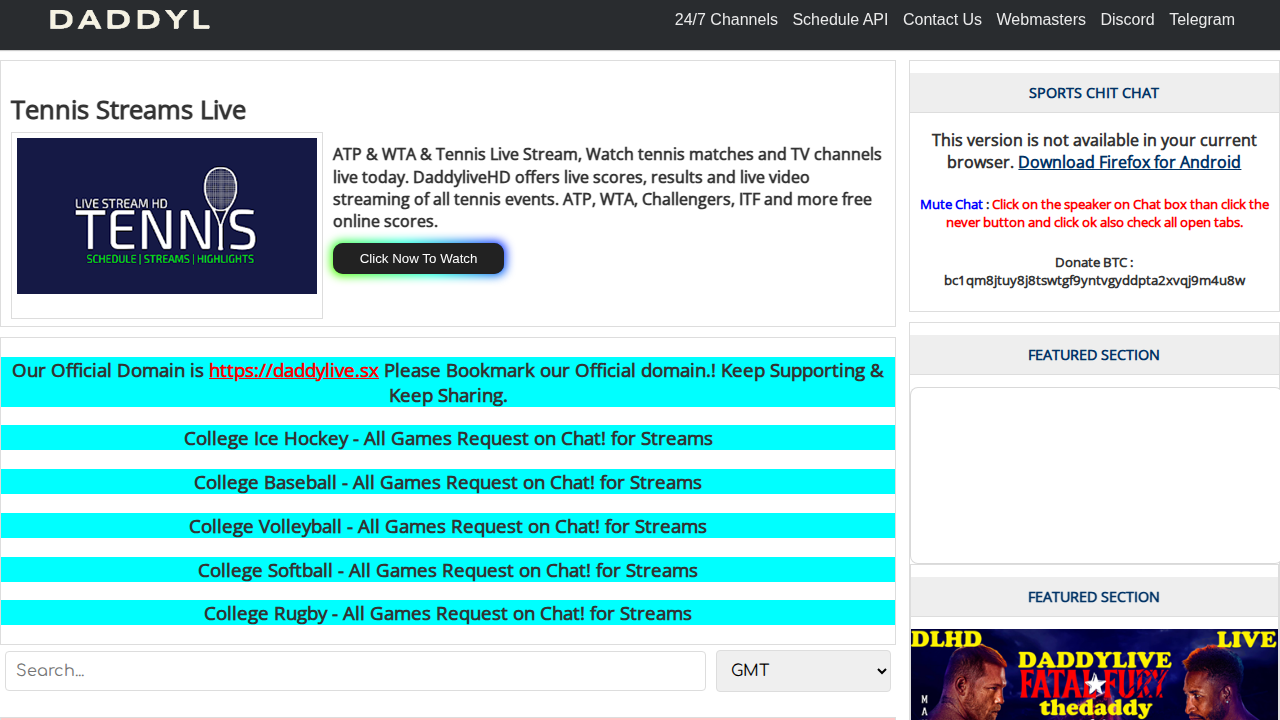 DADDYL
24/7 Channels Schedule API Contact Us Webmasters Discord Telegram
Tennis Streams Live
LIVE STREAM HD
TENNIS
SCHEDULE | STREAMS | HIGHLIGHTS
ATP & WTA & Tennis Live Stream, Watch tennis matches and TV channels
live today. DaddyliveHD offers live scores, results and live video
streaming of all tennis events. ATP, WTA, Challengers, ITF and more free
online scores.
Click Now To Watch
Our Official Domain is https://daddylive.sx Please Bookmark our Official domain.! Keep Supporting &
Keep Sharing.
College Ice Hockey - All Games Request on Chat! for Streams
College Baseball - All Games Request on Chat! for Streams
College Volleyball - All Games Request on Chat! for Streams
College Softball - All Games Request on Chat! for Streams
College Rugby - All Games Request on Chat! for Streams
Search...
GMT
SPORTS CHIT CHAT
This version is not available in your current
browser. Download Firefox for Android
Mute Chat : Click on the speaker on Chat box than click the
never button and click ok also check all open tabs.
Donate BTC :
bc1qm8jtuy8j8tswtgf9yntvgyddpta2xvqj9m4u8w
FEATURED SECTION
FEATURED SECTION
DLHD LIVE
DADDYLIVE
FATAL FURY
thedaddy
M
A